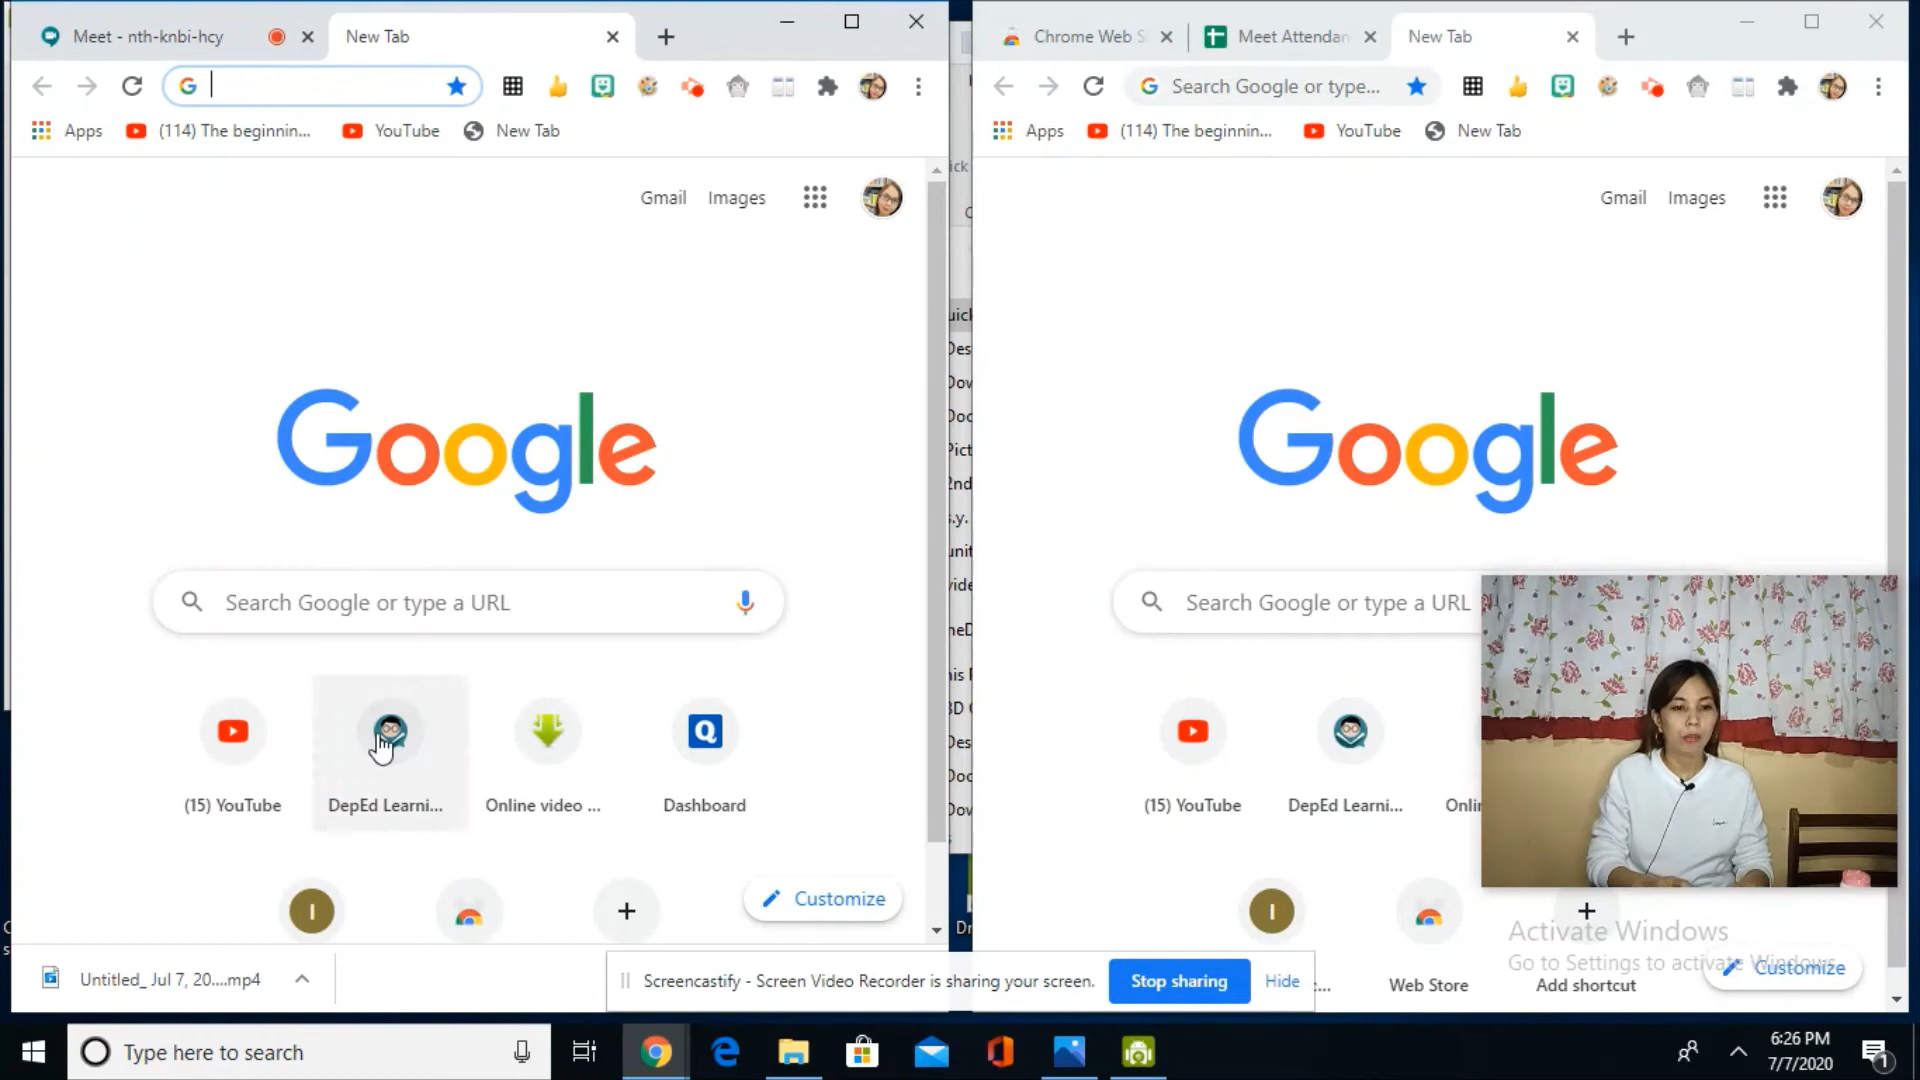 Meet - nth-knbi-hcy
New Tab
Chrome Web S
Meet Attendan
New Tab
Search Google or type...
Apps
(114) The beginnin...
YouTube
New Tab
Apps
(114) The beginnin...
YouTube
New Tab
Gmail
Images
Gmail
Images
Google
Google
Search Google or type a URL
Search Google or type a URL
(15) YouTube
DepEd Learni...
Online video ...
Dashboard
(15) YouTube
DepEd Learni...
Onli
I
Customize
I
Activate Windows
Go to Settings to activate Windows.
Customize
Web Store
Add shortcut
Untitled_ Jul 7, 20....mp4
Screencastify - Screen Video Recorder is sharing your screen.
Stop sharing
Hide
Type here to search
6:26 PM
7/7/2020
1